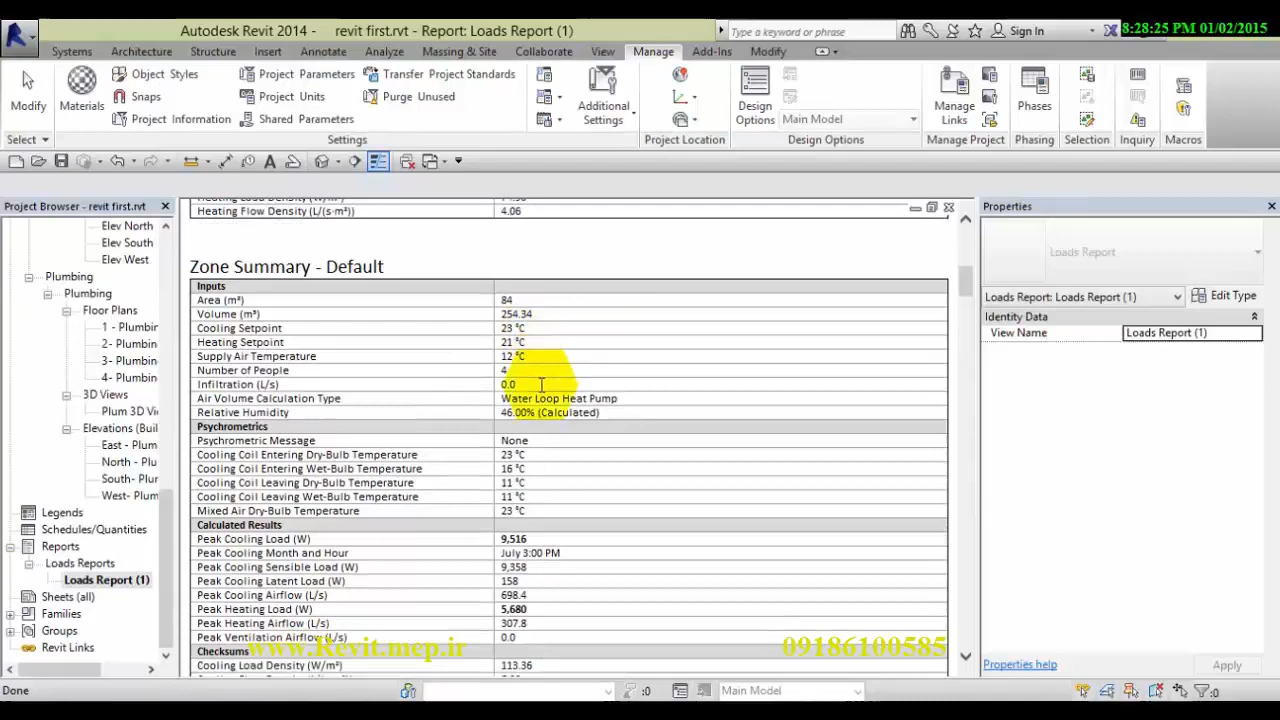 Autodesk Revit 2014 - revit first.rvt - Report: Loads Report (1)
Type a keyword or phrase
Sign In
8:28:25 PM 01/02/2015
Systems Architecture Structure Insert Annotate Analyze Massing & Site Collaborate View Manage Add-Ins Modify
Modify
Materials
Object Styles
Snaps
Project Information
Project Parameters
Project Units
Shared Parameters
Transfer Project Standards
Purge Unused
Additional Settings
Design Options
Main Model
Manage Links
Phases
Select
Settings
Project Location
Design Options
Manage Project
Phasing
Selection
Inquiry
Macros
Project Browser - revit first.rvt
Elev North
Elev South
Elev West
Plumbing
Plumbing
Floor Plans
1 - Plumbin
2- Plumbin
3- Plumbin
4- Plumbin
3D Views
Plum 3D Vi
Elevations (Buil
East - Plum
North - Plu
South- Plum
West- Plum
Legends
Schedules/Quantities
Reports
Loads Reports
Loads Report (1)
Sheets (all)
Families
Groups
Revit Links
Heating Flow Density (L/(s·m²)) 4.06
Zone Summary - Default
Inputs
Area (m²) 84
Volume (m³) 254.34
Cooling Setpoint 23 °C
Heating Setpoint 21 °C
Supply Air Temperature 12 °C
Number of People 4
Infiltration (L/s) 0.0
Air Volume Calculation Type Water Loop Heat Pump
Relative Humidity 46.00% (Calculated)
Psychrometrics
Psychrometric Message None
Cooling Coil Entering Dry-Bulb Temperature 23 °C
Cooling Coil Entering Wet-Bulb Temperature 16 °C
Cooling Coil Leaving Dry-Bulb Temperature 11 °C
Cooling Coil Leaving Wet-Bulb Temperature 11 °C
Mixed Air Dry-Bulb Temperature 23 °C
Calculated Results
Peak Cooling Load (W) 9,516
Peak Cooling Month and Hour July 3:00 PM
Peak Cooling Sensible Load (W) 9,358
Peak Cooling Latent Load (W) 158
Peak Cooling Airflow (L/s) 698.4
Peak Heating Load (W) 5,680
Peak Heating Airflow (L/s) 307.8
Peak Ventilation Airflow (L/s) 0.0
Checksums
Cooling Load Density (W/m²) 113.36
www.Revit.mep.ir
09186100585
Properties
Loads Report
Loads Report: Loads Report (1)
Edit Type
Identity Data
View Name Loads Report (1)
Properties help
Apply
Done
:0
Main Model
:0